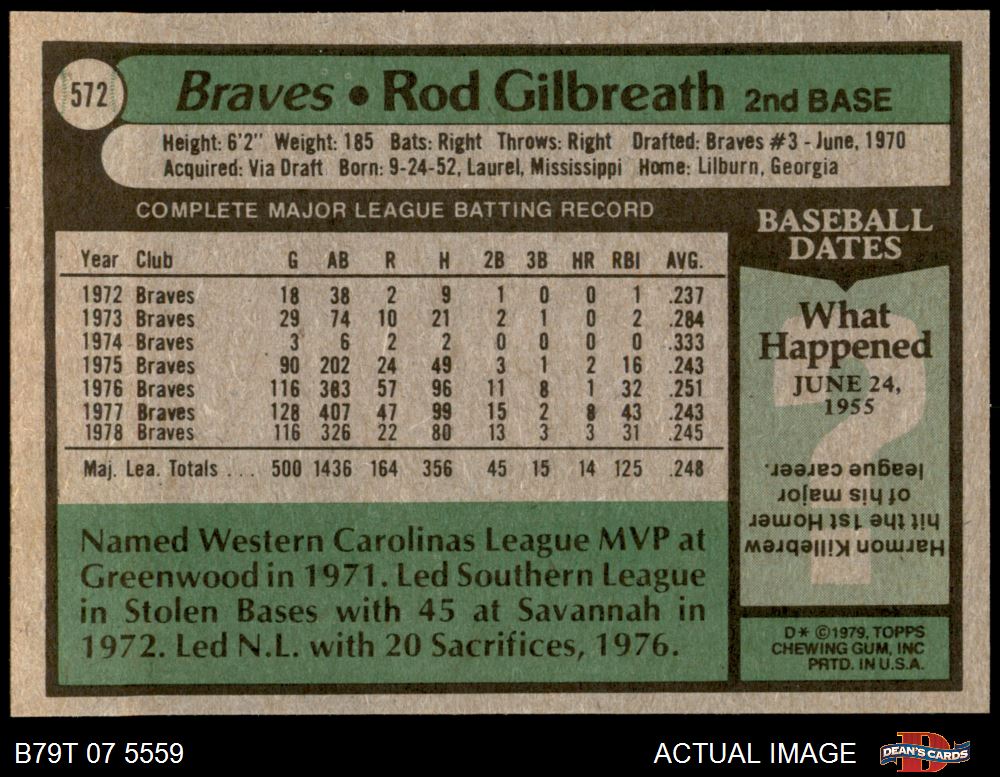 572
Braves • Rod Gilbreath 2nd BASE
Height: 6'2" Weight: 185 Bats: Right Throws: Right Drafted: Braves #3 - June, 1970
Acquired: Via Draft Born: 9-24-52, Laurel, Mississippi Home: Lilburn, Georgia
COMPLETE MAJOR LEAGUE BATTING RECORD
Year Club G AB R H 2B 3B HR RBI AVG.
1972 Braves 18 38 2 9 1 0 0 1 .237
1973 Braves 29 74 10 21 2 1 0 2 .284
1974 Braves 3 6 2 2 0 0 0 0 .333
1975 Braves 90 202 24 49 3 1 2 16 .243
1976 Braves 116 383 57 96 11 8 1 32 .251
1977 Braves 128 407 47 99 15 2 8 43 .243
1978 Braves 116 326 22 80 13 3 3 31 .245
Maj. Lea. Totals . . . 500 1436 164 356 45 15 14 125 .248
Named Western Carolinas League MVP at
Greenwood in 1971. Led Southern League
in Stolen Bases with 45 at Savannah in
1972. Led N.L. with 20 Sacrifices, 1976.
BASEBALL
DATES
What
Happened
JUNE 24,
1955
Harmon Killebrew
hit the 1st Homer
of his major
league career.
D* ©1979, TOPPS
CHEWING GUM, INC
PRTD. IN U.S.A.
B79T 07 5559
ACTUAL IMAGE
DEAN'S CARDS